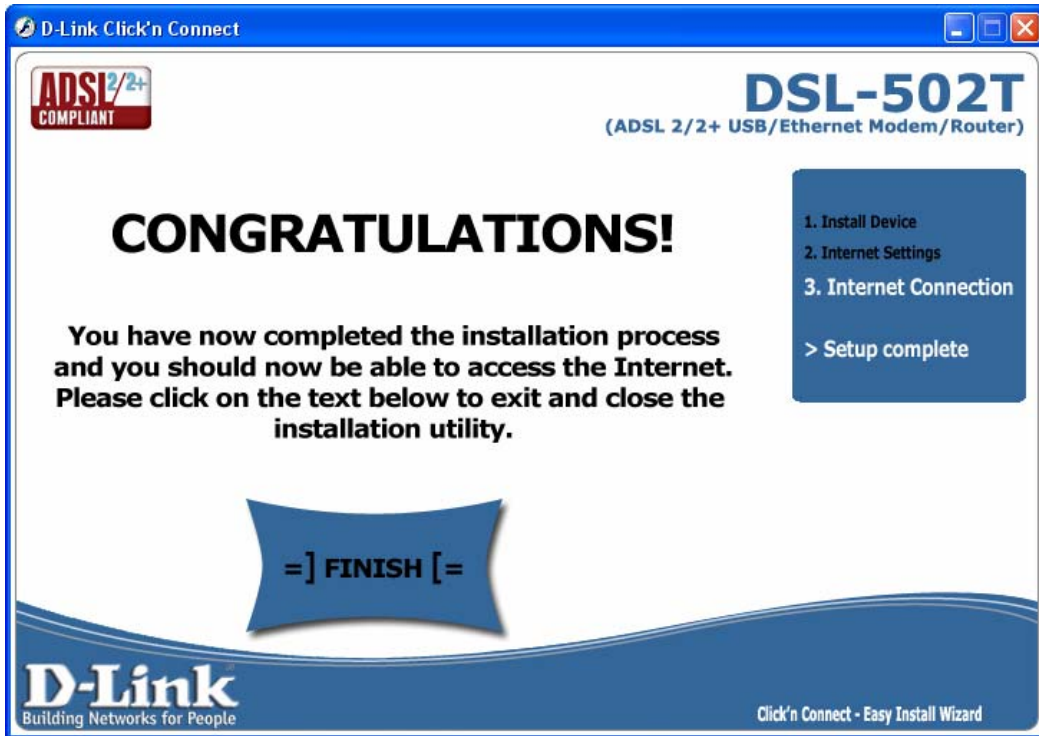 D-Link Click'n Connect
ADSL2/2+
COMPLIANT
DSL-502T
(ADSL 2/2+ USB/Ethernet Modem/Router)
CONGRATULATIONS!
You have now completed the installation process
and you should now be able to access the Internet.
Please click on the text below to exit and close the
installation utility.
1. Install Device
2. Internet Settings
3. Internet Connection
> Setup complete
=] FINISH [=
D-Link
Building Networks for People
Click'n Connect - Easy Install Wizard